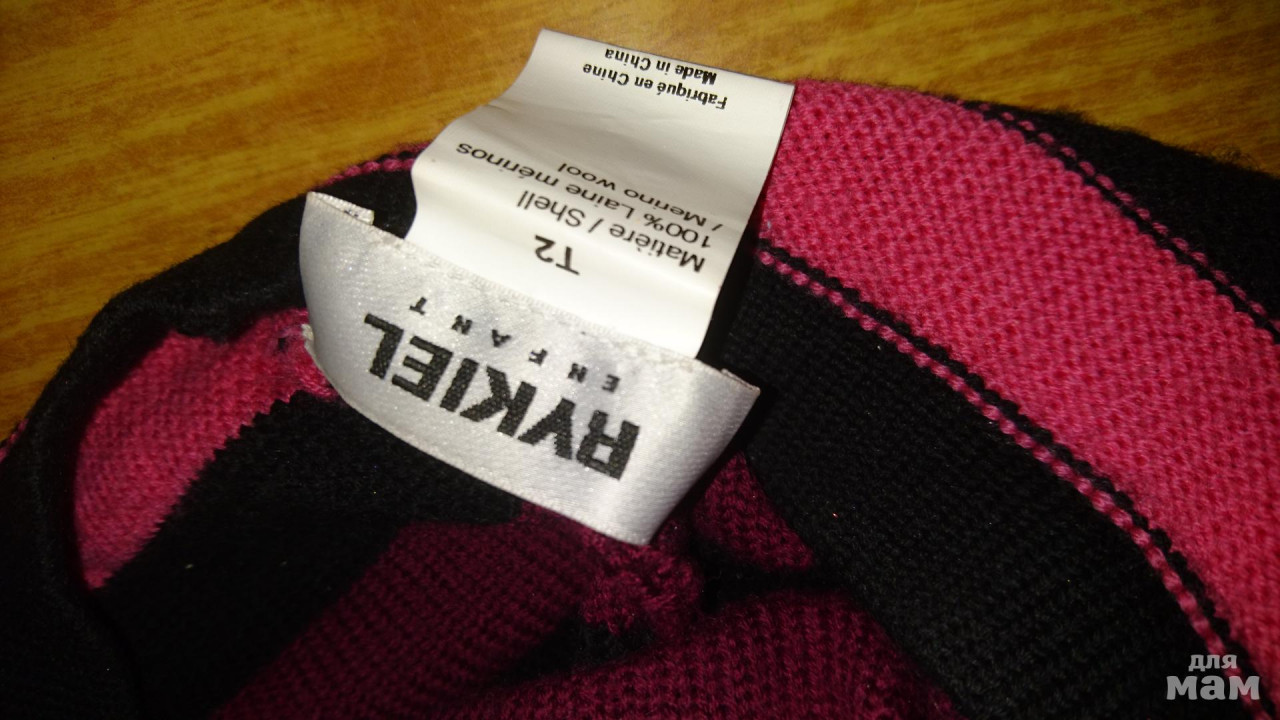 RYKIEL
ENFANT
T2
Matière / Shell
100% Laine mérinos
/ Merino wool
Fabriqué en Chine
Made in China
для
мам